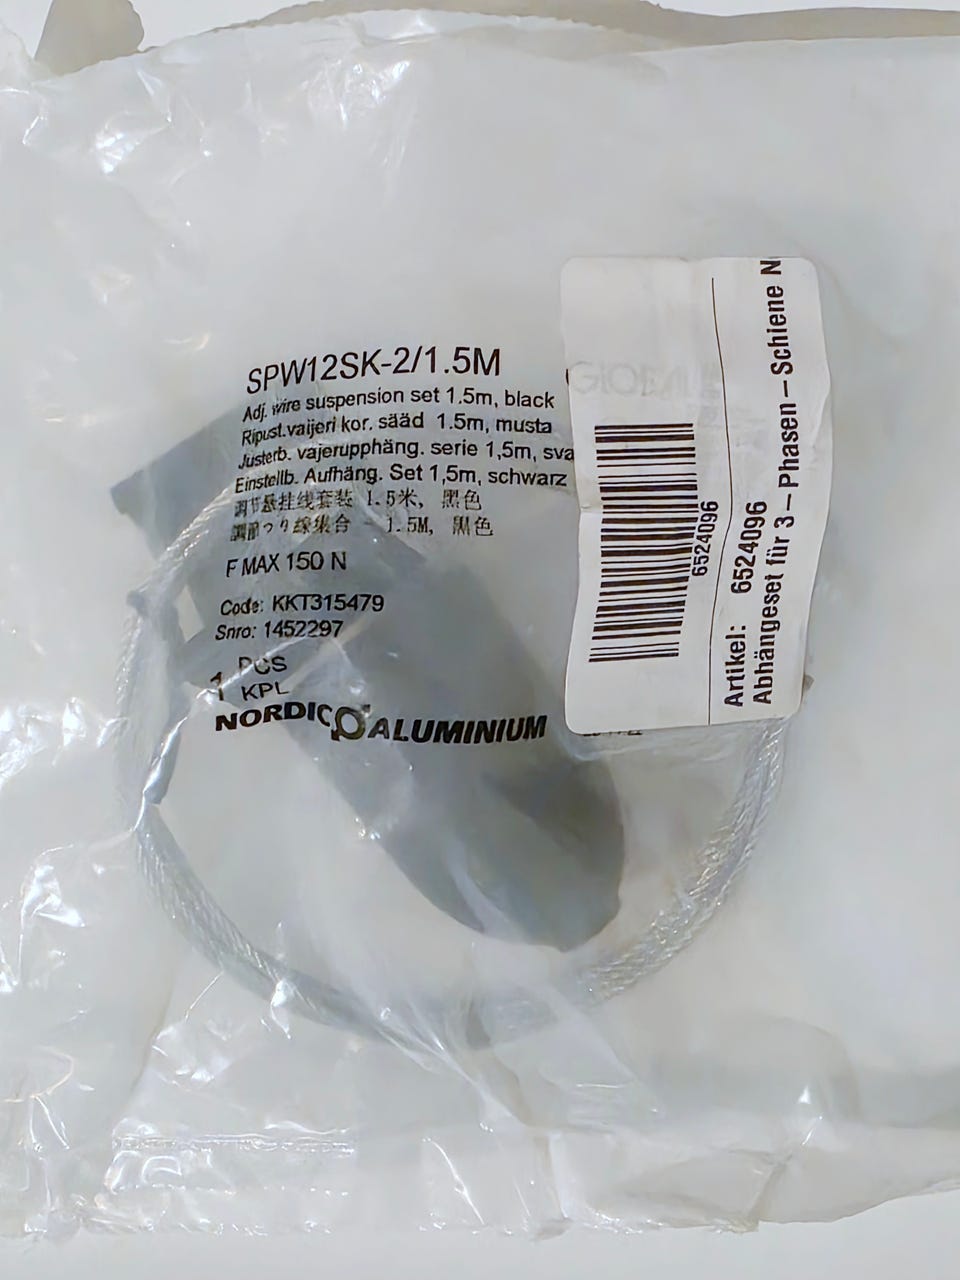 SPW12SK-2/1.5M
Adj. wire suspension set 1.5m, black
Ripust.vaijeri kor. sääd 1.5m, musta
Justerb. vajerupphäng. serie 1,5m, sva
Einstellb. Aufhäng. Set 1,5m, schwarz
调节悬挂线套装 1.5米, 黑色
調節つり線集合 1.5M, 黒色
F MAX 150 N
Code: KKT315479
Snro: 1452297
1 PCS
KPL
NORDIC ALUMINIUM
6524096
Artikel: 6524096
Abhängeset für 3 – Phasen – Schiene N